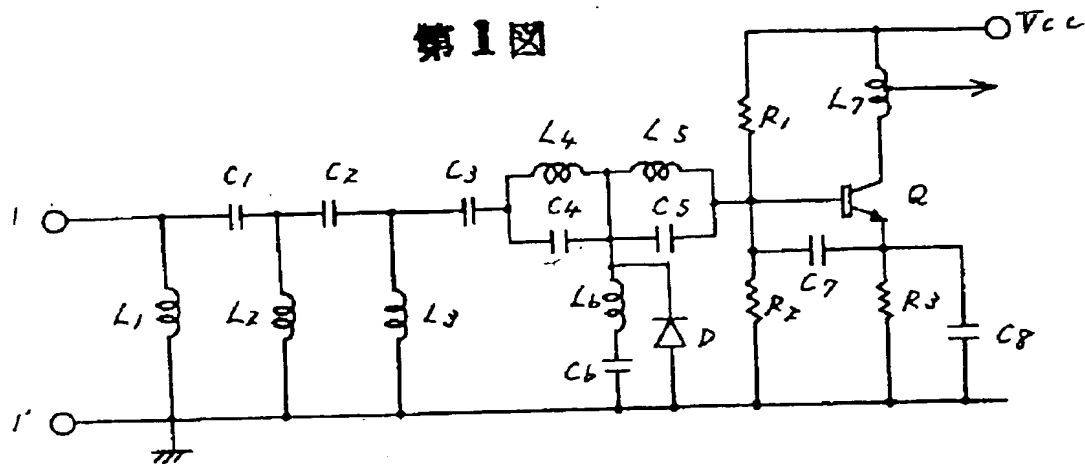 第1図
Vcc
L7
R1
L4
L5
C1
C2
C3
C4
C5
Q
1
C7
L1
L2
L3
L6
D
R2
R3
C8
C6
1'